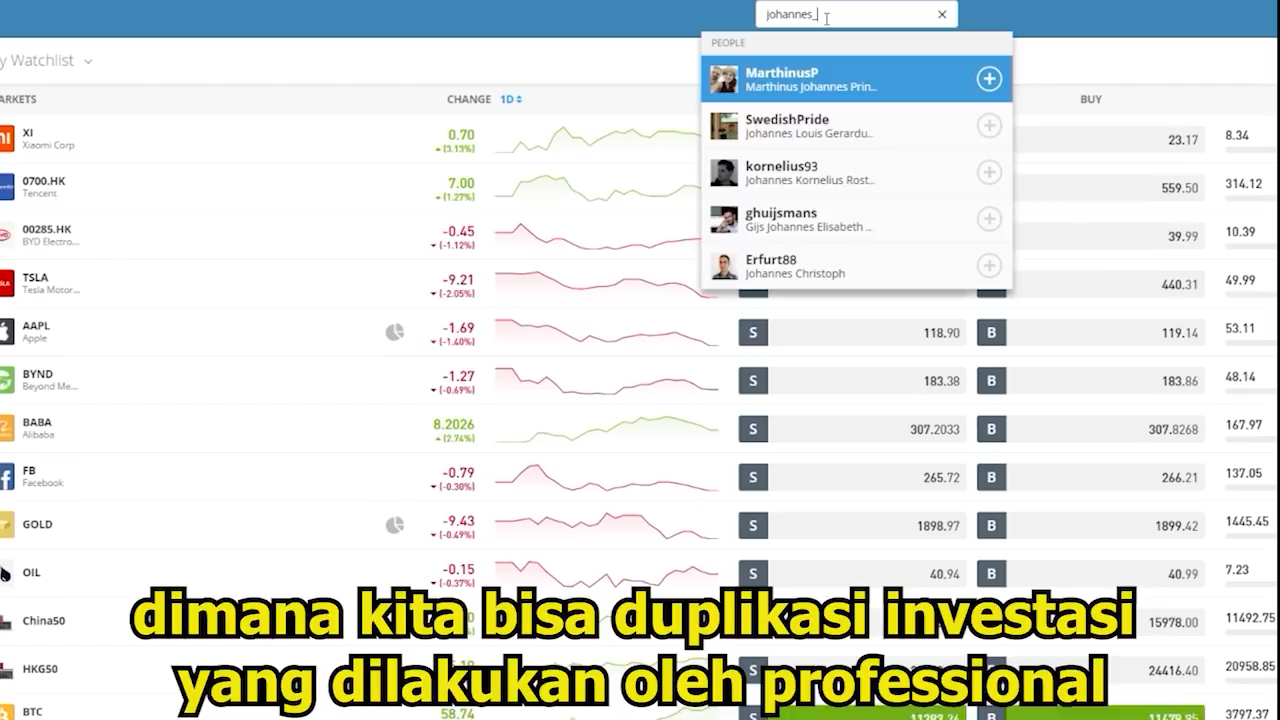 johannes_
y Watchlist
PEOPLE
MarthinusP
Marthinus Johannes Prin...
SwedishPride
Johannes Louis Gerardu...
kornelius93
Johannes Kornelius Rost...
ghuijsmans
Gijs Johannes Elisabeth ...
Erfurt88
Johannes Christoph
ARKETS CHANGE 1D BUY
XI 0.70 23.17 8.34
Xiaomi Corp (3.13%)
0700.HK 7.00 559.50 314.12
Tencent (1.27%)
00285.HK -0.45 39.99 10.39
BYD Electro... (-1.12%)
TSLA -9.21 440.31 49.99
Tesla Motor... (-2.05%)
AAPL -1.69 S 118.90 B 119.14 53.11
Apple (-1.40%)
BYND -1.27 S 183.38 B 183.86 48.14
Beyond Me... (-0.69%)
BABA 8.2026 S 307.2033 B 307.8268 167.97
Alibaba (2.74%)
FB -0.79 S 265.72 B 266.21 137.05
Facebook (-0.30%)
GOLD -9.43 S 1898.97 B 1899.42 1445.45
(-0.49%)
OIL -0.15 S 40.94 B 40.99 7.23
(-0.37%)
China50 15978.00 11492.75
HKG50 S 24416.40 20958.85
BTC 58.74 S B 3797.37
dimana kita bisa duplikasi investasi
yang dilakukan oleh professional